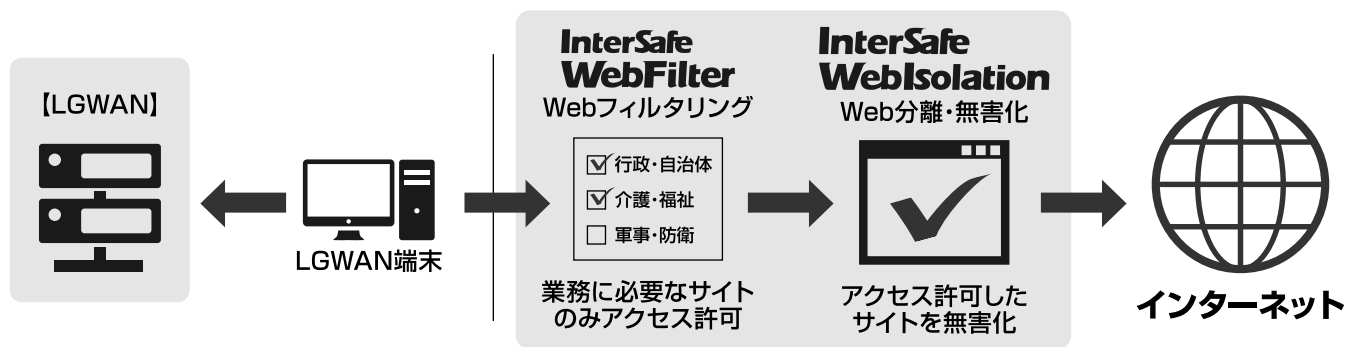 【LGWAN】
LGWAN端末
InterSafe
WebFilter
Webフィルタリング
行政・自治体
介護・福祉
軍事・防衛
業務に必要なサイト
のみアクセス許可
InterSafe
WebIsolation
Web分離・無害化
アクセス許可した
サイトを無害化
インターネット